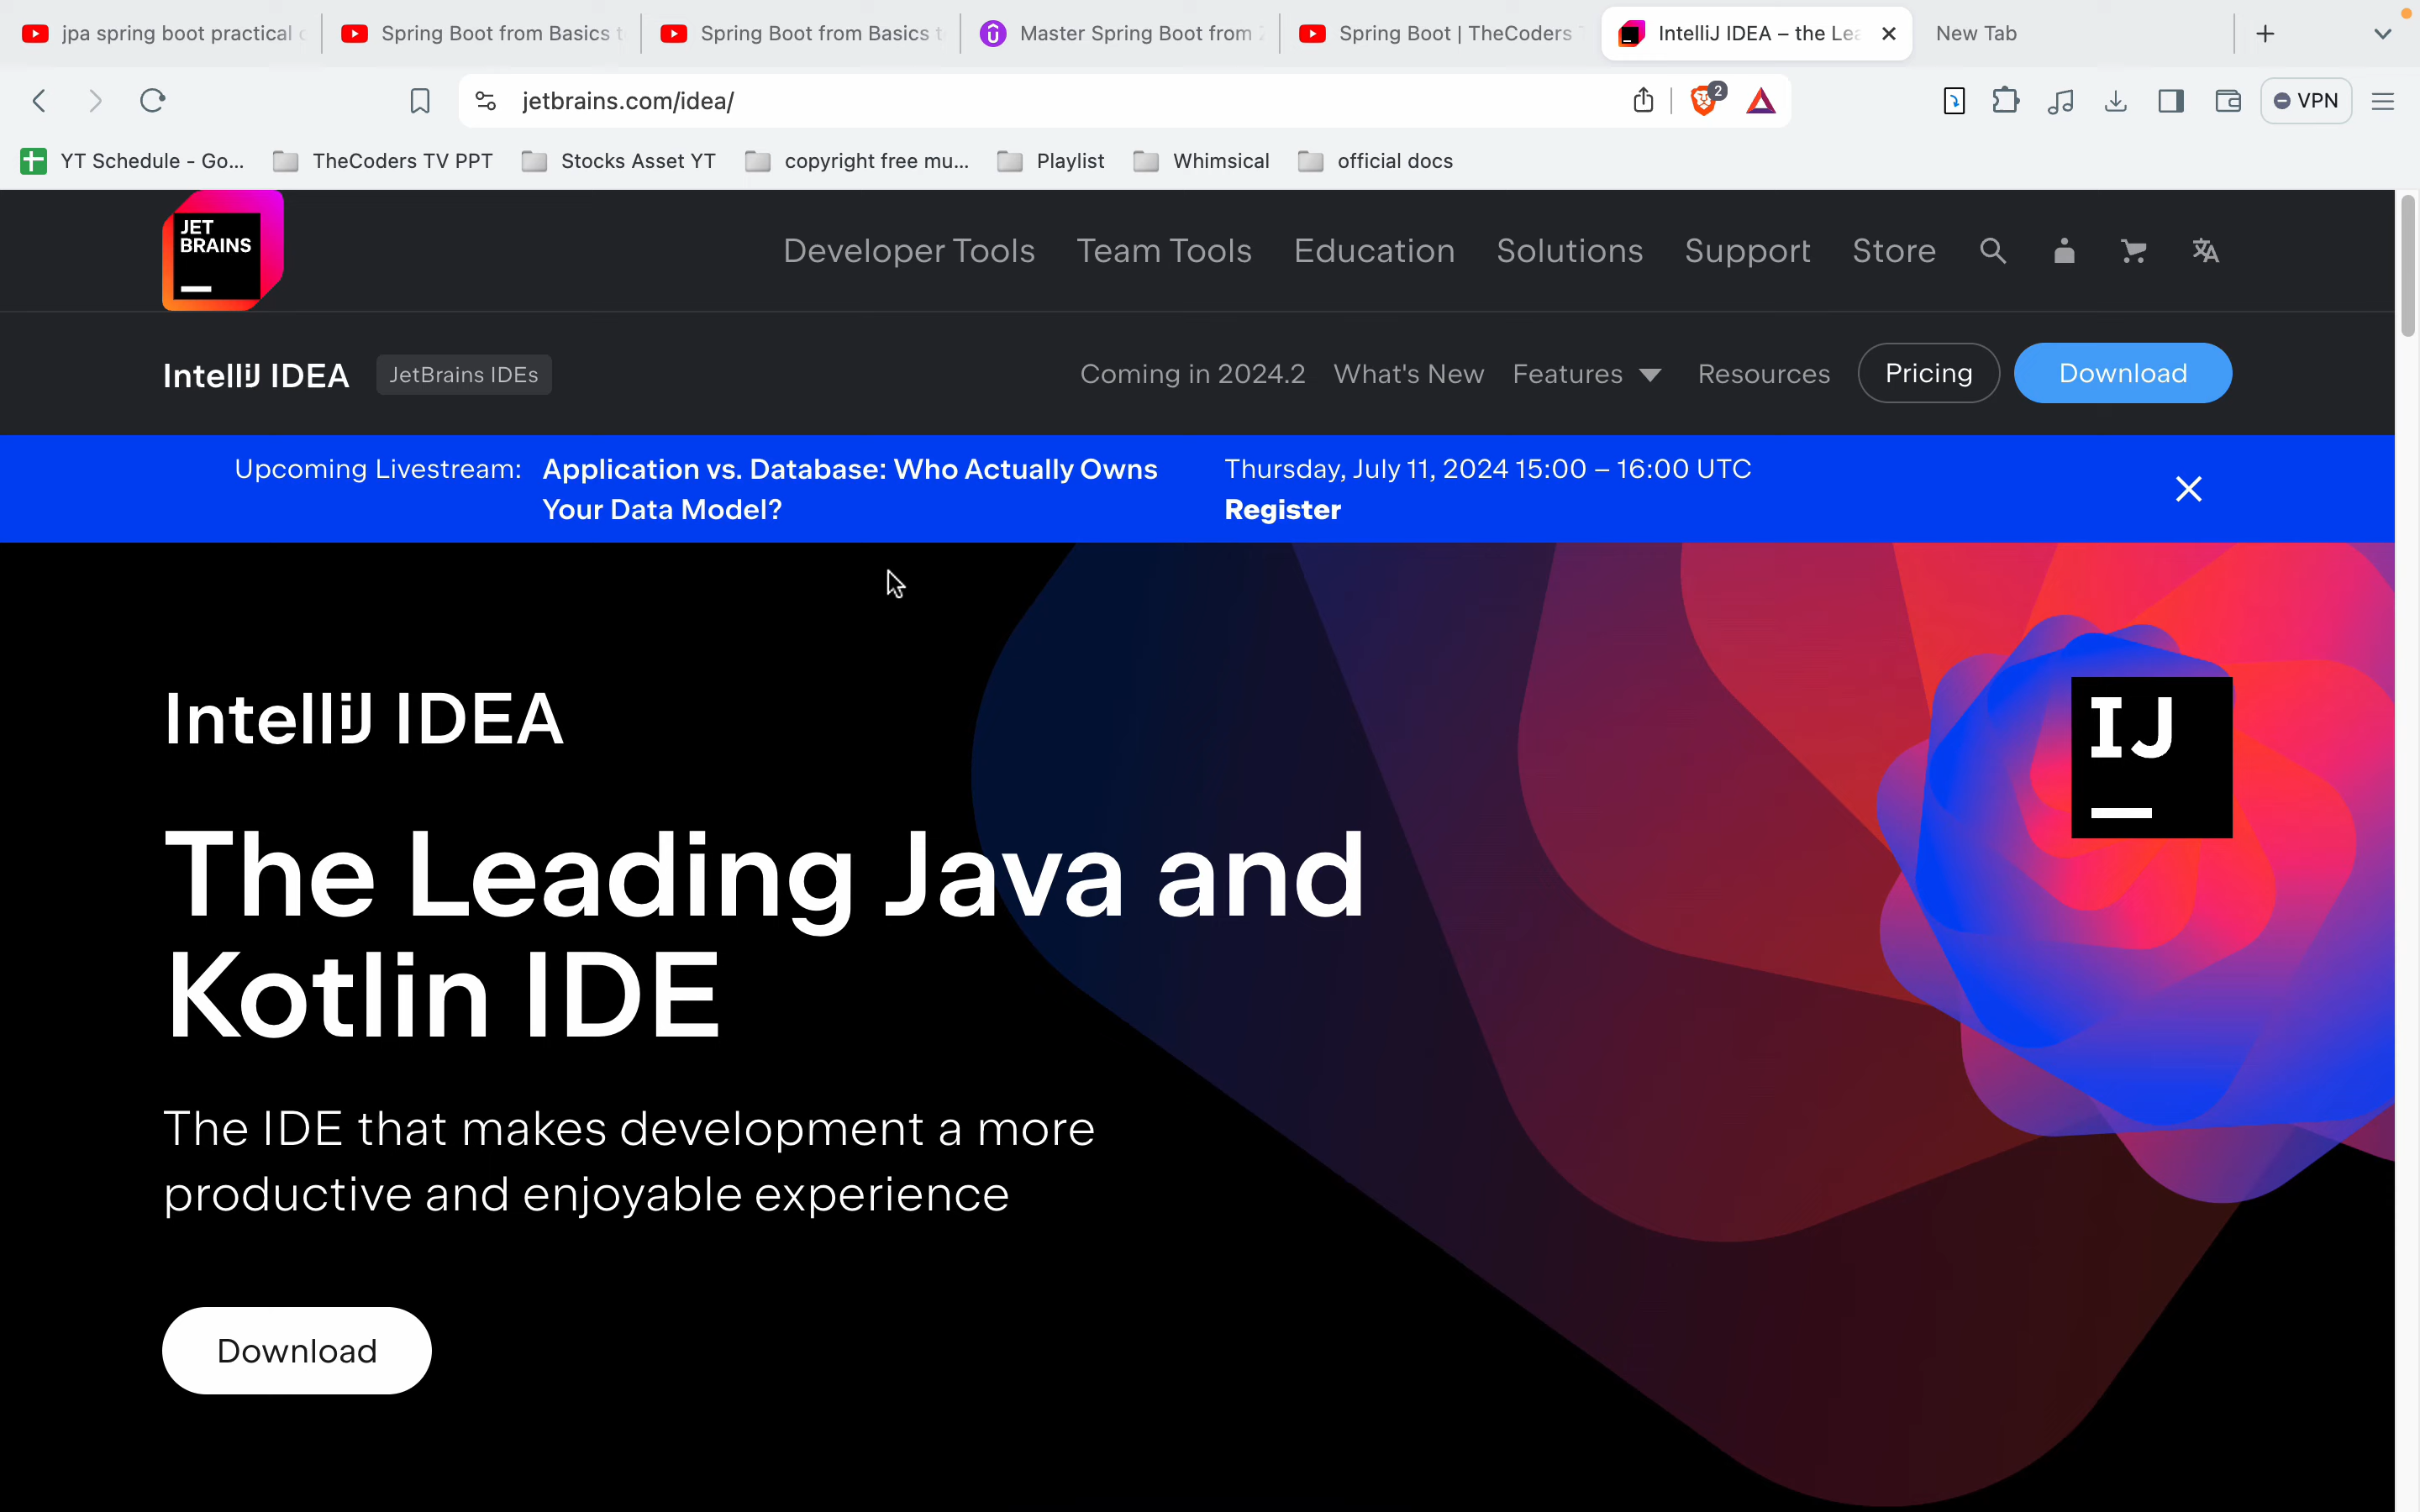 jpa spring boot practical
Spring Boot from Basics t
Spring Boot from Basics t
Master Spring Boot from
Spring Boot | TheCoders
IntelliJ IDEA – the Lea
New Tab
jetbrains.com/idea/
2
VPN
YT Schedule - Go...
TheCoders TV PPT
Stocks Asset YT
copyright free mu...
Playlist
Whimsical
official docs
JET
BRAINS
Developer Tools
Team Tools
Education
Solutions
Support
Store
IntelliJ IDEA
JetBrains IDEs
Coming in 2024.2
What's New
Features
Resources
Pricing
Download
Upcoming Livestream:
Application vs. Database: Who Actually Owns
Your Data Model?
Thursday, July 11, 2024 15:00 – 16:00 UTC
Register
IntelliJ IDEA
IJ
The Leading Java and
Kotlin IDE
The IDE that makes development a more
productive and enjoyable experience
Download